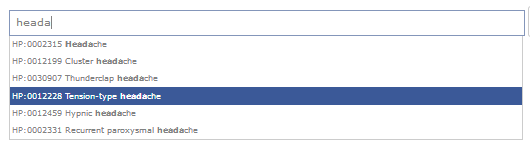 heada
HP:0002315 Headache
HP:0012199 Cluster headache
HP:0030907 Thunderclap headache
HP:0012228 Tension-type headache
HP:0012459 Hypnic headache
HP:0002331 Recurrent paroxysmal headache